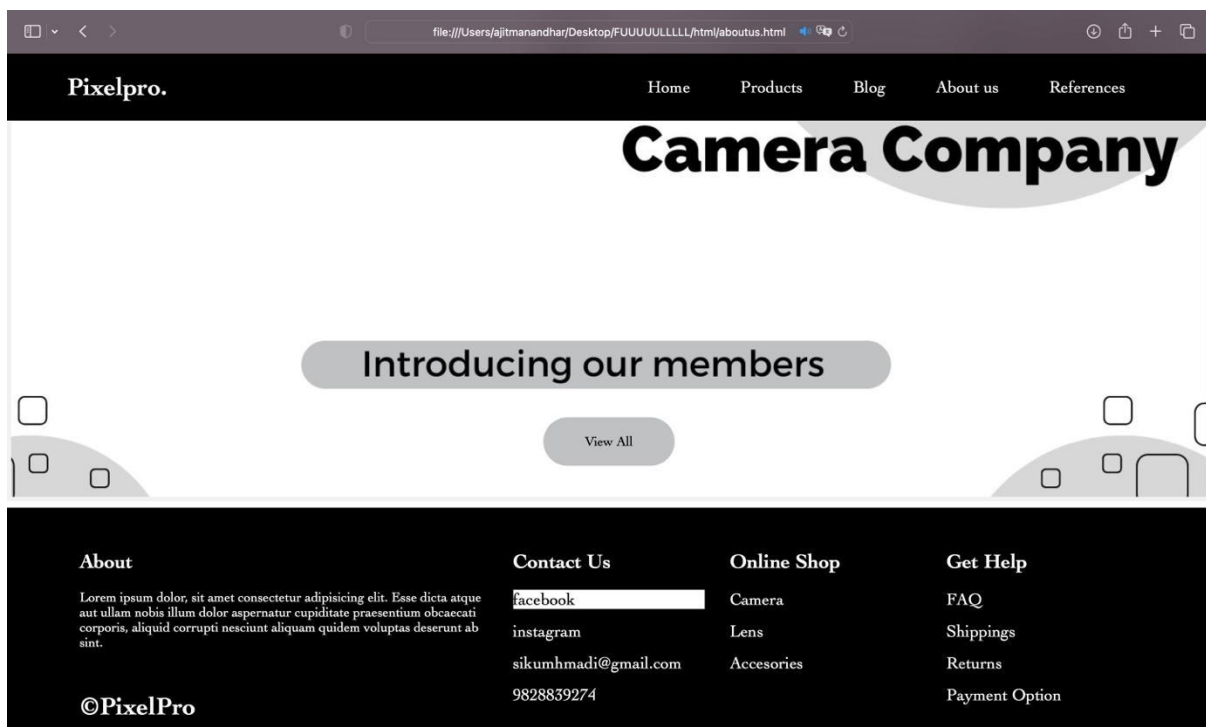 file:///Users/ajitmanandhar/Desktop/FUUUUULLLLL/html/aboutus.html
Pixelpro.
Home
Products
Blog
About us
References
Camera Company
Introducing our members
View All
About
Lorem ipsum dolor, sit amet consectetur adipisicing elit. Esse dicta atque
aut ullam nobis illum dolor aspernatur cupiditate praesentium obcaecati
corporis, aliquid corrupti nesciunt aliquam quidem voluptas deserunt ab
sint.
©PixelPro
Contact Us
facebook
instagram
sikumhmadi@gmail.com
9828839274
Online Shop
Camera
Lens
Accesories
Get Help
FAQ
Shippings
Returns
Payment Option